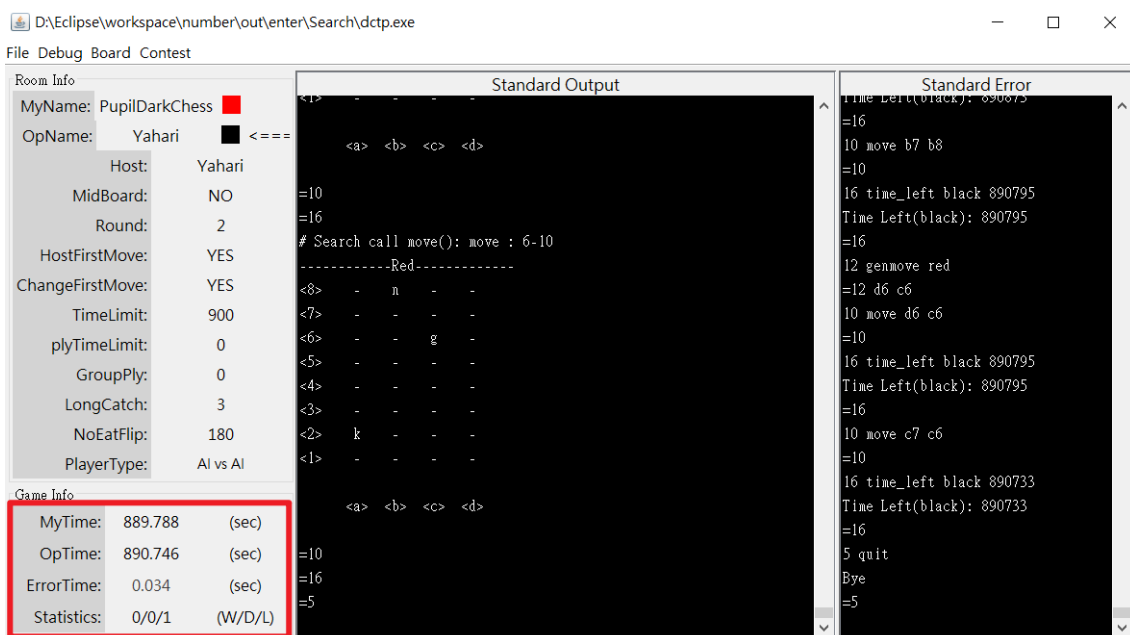 D:\Eclipse\workspace\number\out\enter\Search\dctp.exe
File Debug Board Contest
Room Info
MyName: PupilDarkChess
OpName: Yahari <===
Host: Yahari
MidBoard: NO
Round: 2
HostFirstMove: YES
ChangeFirstMove: YES
TimeLimit: 900
plyTimeLimit: 0
GroupPly: 0
LongCatch: 3
NoEatFlip: 180
PlayerType: AI vs AI
Game Info
MyTime: 889.788 (sec)
OpTime: 890.746 (sec)
ErrorTime: 0.034 (sec)
Statistics: 0/0/1 (W/D/L)
Standard Output
<1> - - - -
<a> <b> <c> <d>
=10
=16
# Search call move(): move : 6-10
------------Red-------------
<8> - n - -
<7> - - - -
<6> - - g -
<5> - - - -
<4> - - - -
<3> - - - -
<2> k - - -
<1> - - - -
<a> <b> <c> <d>
=10
=16
=5
Standard Error
Time Left(black): 890875
=16
10 move b7 b8
=10
16 time_left black 890795
Time Left(black): 890795
=16
12 genmove red
=12 d6 c6
10 move d6 c6
=10
16 time_left black 890795
Time Left(black): 890795
=16
10 move c7 c6
=10
16 time_left black 890733
Time Left(black): 890733
=16
5 quit
Bye
=5